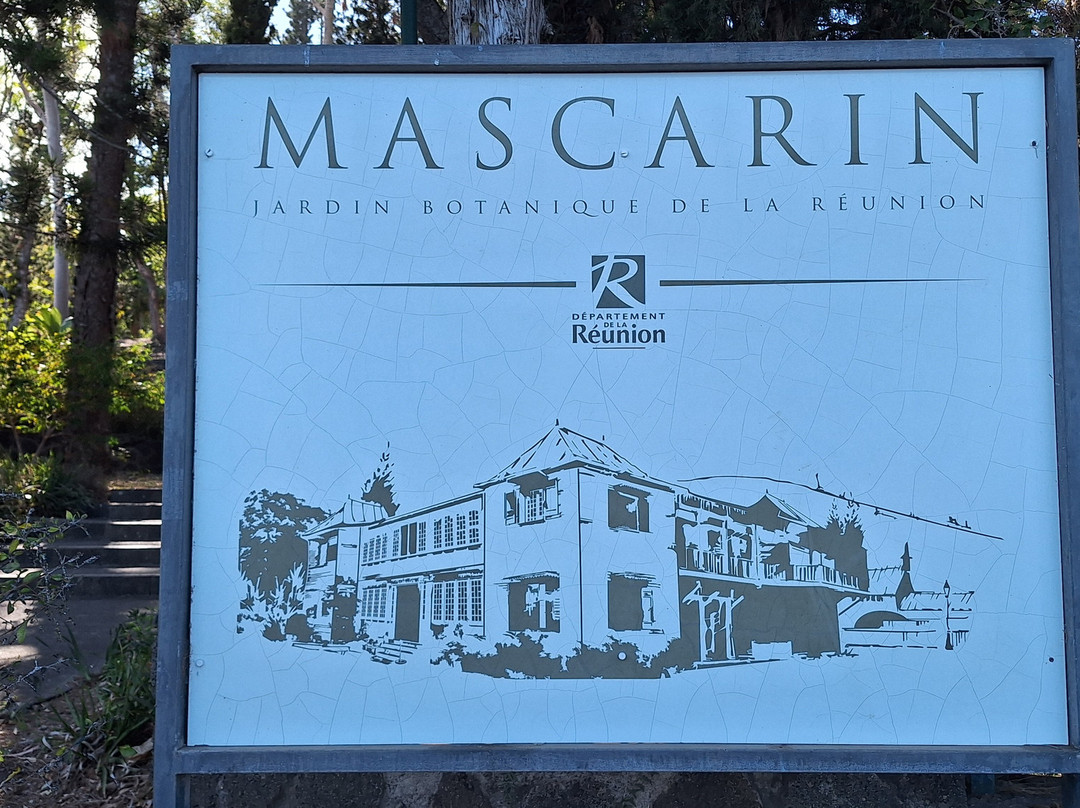 MASCARIN
JARDIN BOTANIQUE DE LA RÉUNION
R
DÉPARTEMENT
DE LA
Réunion